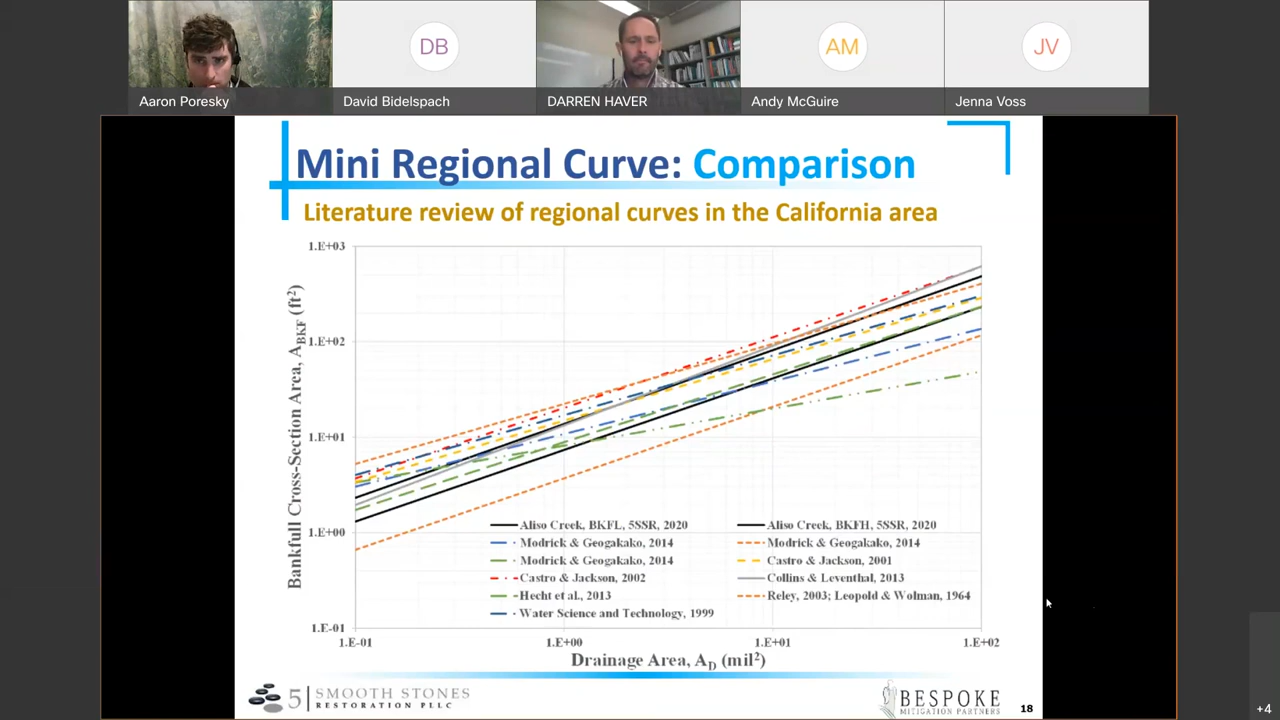 DB
AM
JV
Aaron Poresky
David Bidelspach
DARREN HAVER
Andy McGuire
Jenna Voss
Mini Regional Curve: Comparison
Literature review of regional curves in the California area
Bankfull Cross-Section Area, ABKF (ft²)
1.E+03
1.E+02
1.E+01
1.E+00
1.E-01
Aliso Creek, BKFL, 5SSR, 2020
Aliso Creek, BKFH, 5SSR, 2020
Modrick & Geogakako, 2014
Modrick & Geogakako, 2014
Modrick & Geogakako, 2014
Castro & Jackson, 2001
Castro & Jackson, 2002
Collins & Leventhal, 2013
Hecht et al., 2013
Reley, 2003; Leopold & Wolman, 1964
Water Science and Technology, 1999
1.E-01
1.E+00
1.E+01
1.E+02
Drainage Area, AD (mil²)
5 SMOOTH STONES
RESTORATION PLLC
BESPOKE
MITIGATION PARTNERS
18
+4